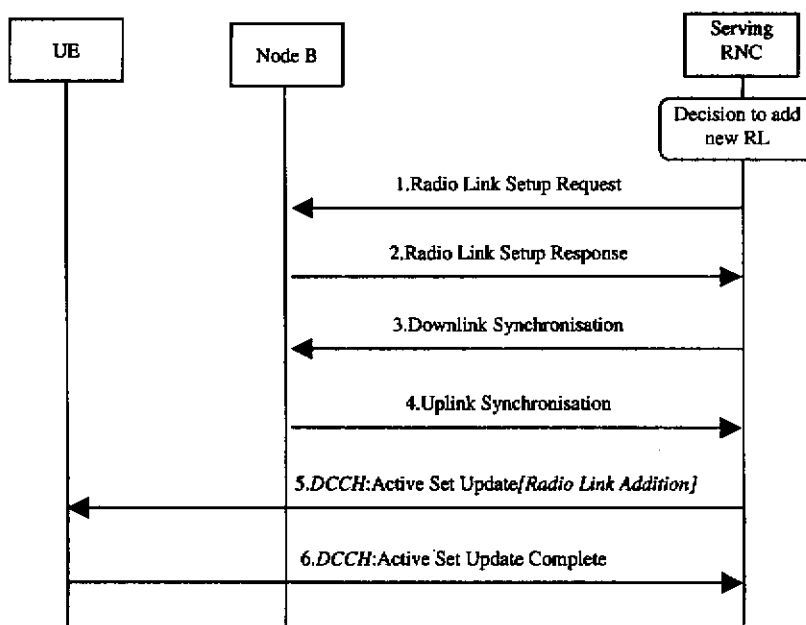 UE
Node B
Serving
RNC
Decision to add
new RL
1.Radio Link Setup Request
2.Radio Link Setup Response
3.Downlink Synchronisation
4.Uplink Synchronisation
5.DCCH:Active Set Update[Radio Link Addition]
6.DCCH:Active Set Update Complete